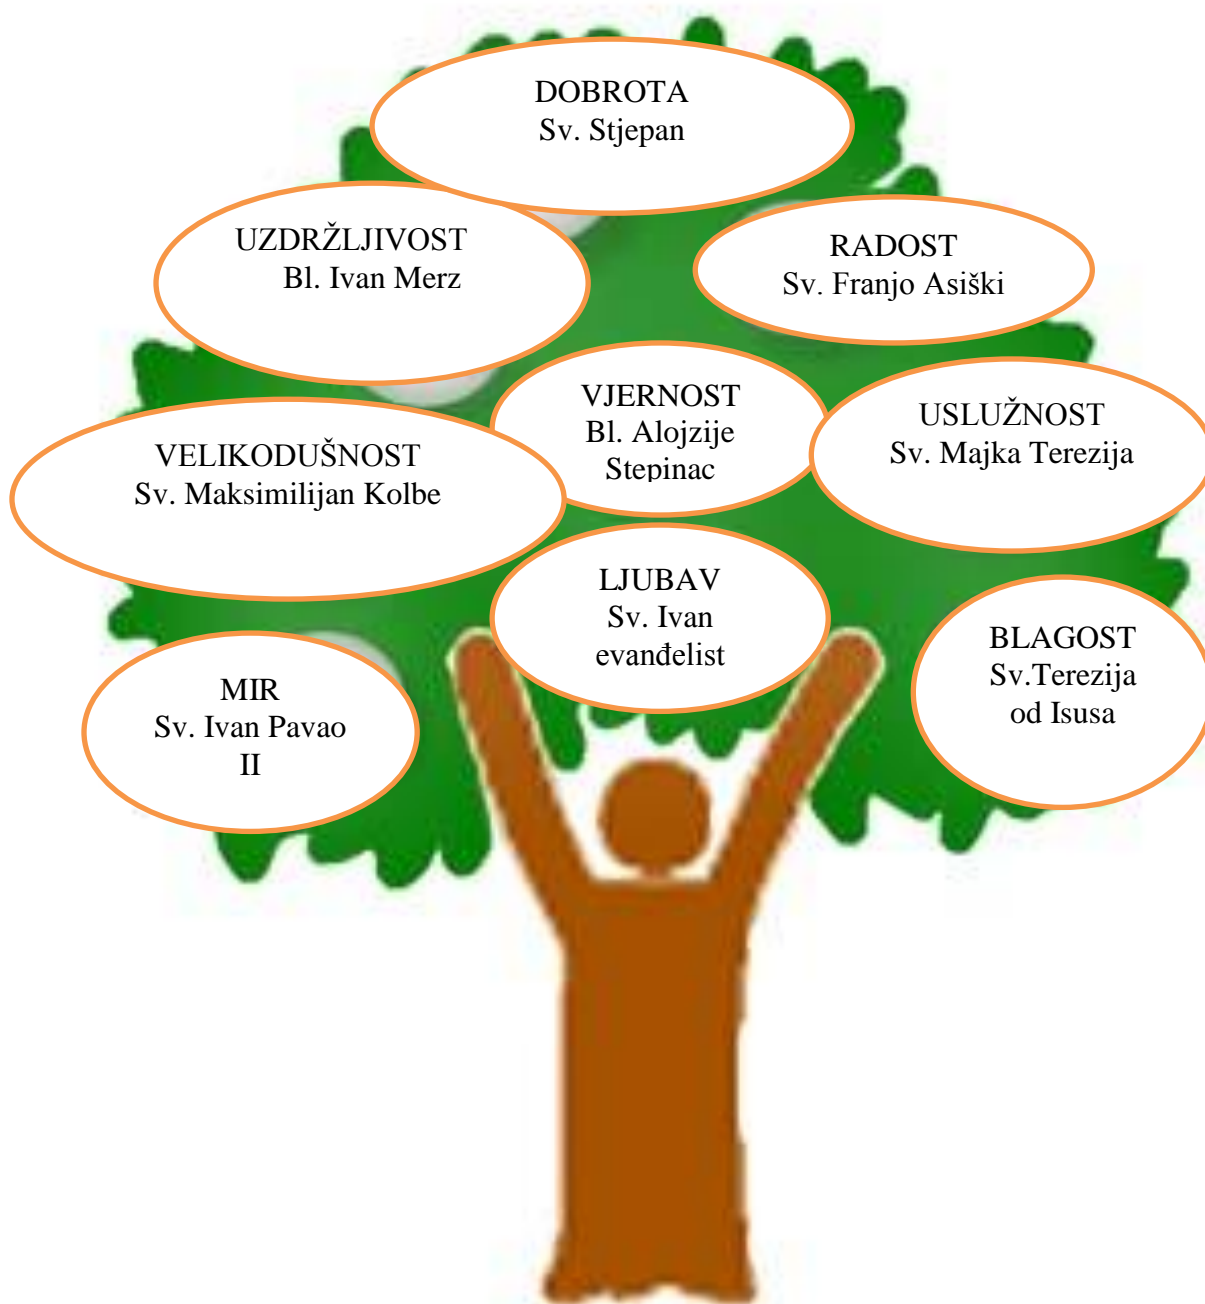 DOBROTA
Sv. Stjepan
UZDRŽLJIVOST
Bl. Ivan Merz
RADOST
Sv. Franjo Asiški
VJERNOST
Bl. Alojzije
Stepinac
USLUŽNOST
Sv. Majka Terezija
VELIKODUŠNOST
Sv. Maksimilijan Kolbe
LJUBAV
Sv. Ivan
evanđelist
BLAGOST
Sv.Terezija
od Isusa
MIR
Sv. Ivan Pavao
II